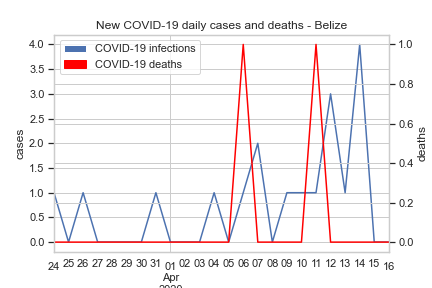 New COVID-19 daily cases and deaths - Belize
COVID-19 infections
COVID-19 deaths
4.0
3.5
3.0
2.5
2.0
1.5
1.0
0.5
0.0
cases
1.0
0.8
0.6
0.4
0.2
0.0
deaths
24 25 26 27 28 29 30 31 01 02 03 04 05 06 07 08 09 10 11 12 13 14 15 16
Apr
2020